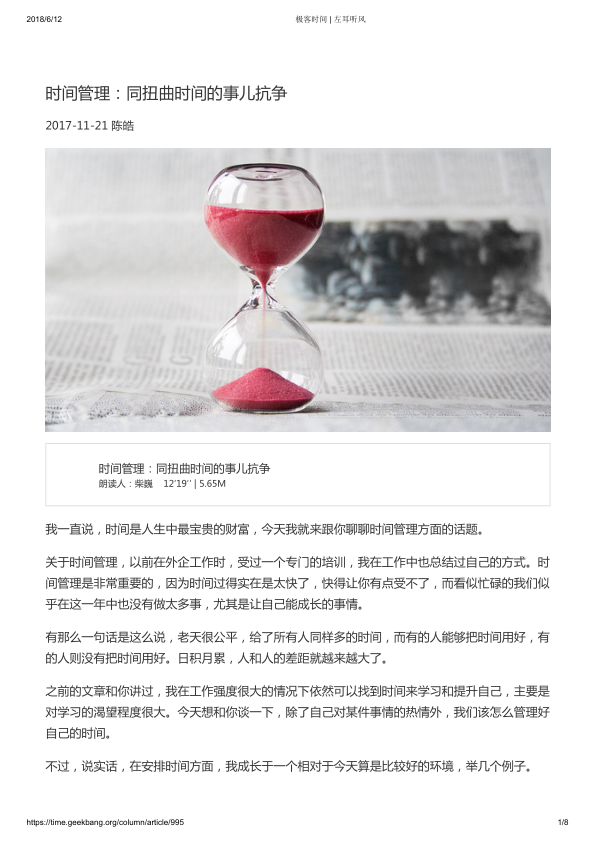 2018/6/12
极客时间 | 左耳听风
时间管理：同扭曲时间的事儿抗争
2017-11-21 陈皓
时间管理：同扭曲时间的事儿抗争
朗读人：柴巍 12′19′′ | 5.65M
我一直说，时间是人生中最宝贵的财富，今天我就来跟你聊聊时间管理方面的话题。
关于时间管理，以前在外企工作时，受过一个专门的培训，我在工作中也总结过自己的方式。时
间管理是非常重要的，因为时间过得实在是太快了，快得让你有点受不了，而看似忙碌的我们似
乎在这一年中也没有做太多事，尤其是让自己能成长的事情。
有那么一句话是这么说，老天很公平，给了所有人同样多的时间，而有的人能够把时间用好，有
的人则没有把时间用好。日积月累，人和人的差距就越来越大了。
之前的文章和你讲过，我在工作强度很大的情况下依然可以找到时间来学习和提升自己，主要是
对学习的渴望程度很大。今天想和你谈一下，除了自己对某件事情的热情外，我们该怎么管理好
自己的时间。
不过，说实话，在安排时间方面，我成长于一个相对于今天算是比较好的环境，举几个例子。
https://time.geekbang.org/column/article/995
1/8